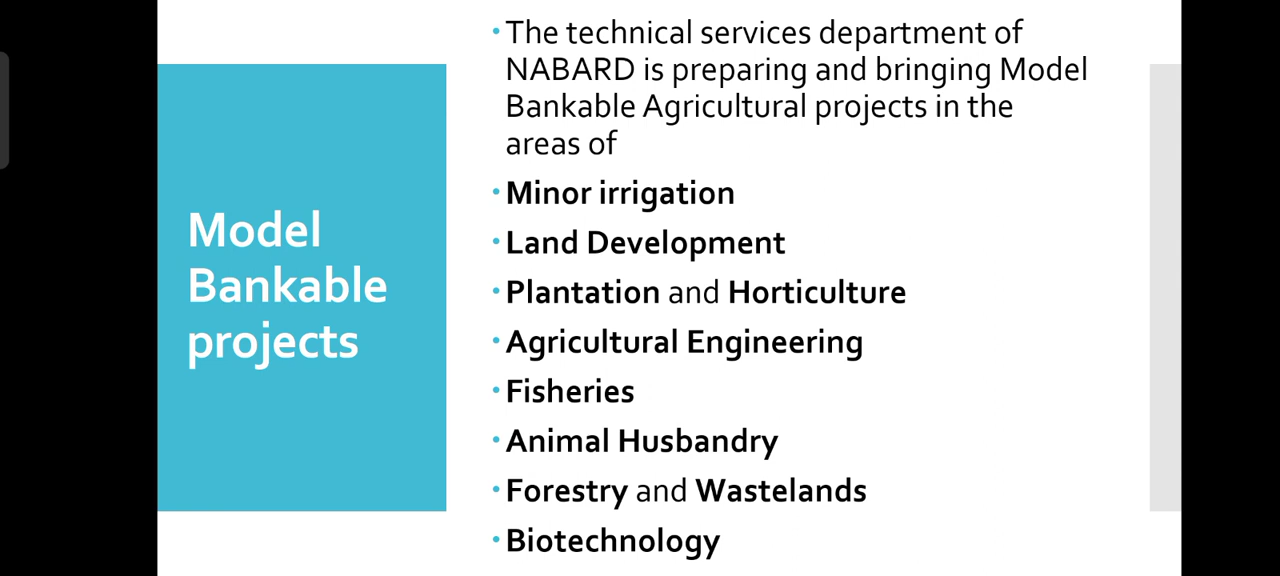 Model
Bankable
projects
• The technical services department of
NABARD is preparing and bringing Model
Bankable Agricultural projects in the
areas of
• Minor irrigation
• Land Development
• Plantation and Horticulture
• Agricultural Engineering
• Fisheries
• Animal Husbandry
• Forestry and Wastelands
• Biotechnology